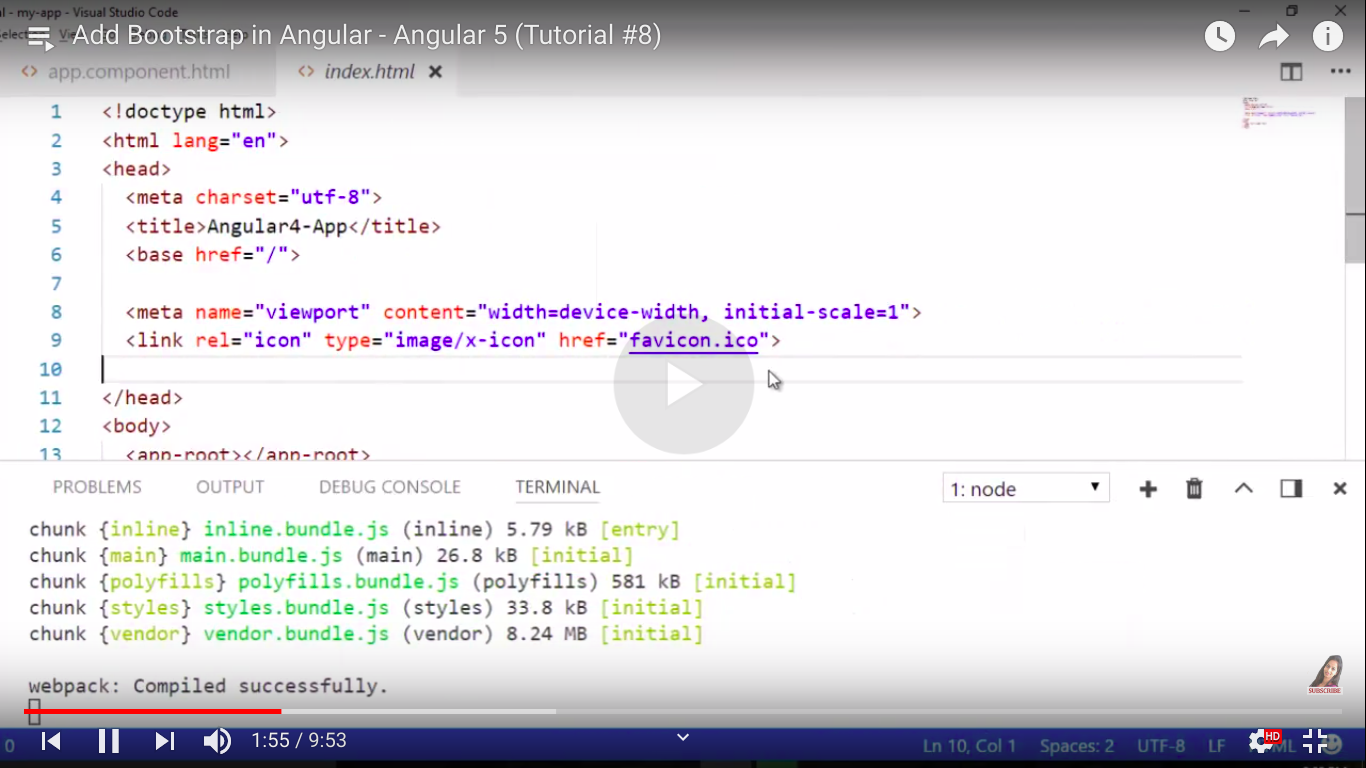 l - my-app - Visual Studio Code
Add Bootstrap in Angular - Angular 5 (Tutorial #8)
<> app.component.html
<> index.html
1 <!doctype html>
2 <html lang="en">
3 <head>
4 <meta charset="utf-8">
5 <title>Angular4-App</title>
6 <base href="/">
7
8 <meta name="viewport" content="width=device-width, initial-scale=1">
9 <link rel="icon" type="image/x-icon" href="favicon.ico">
10
11 </head>
12 <body>
13 <app-root></app-root>
PROBLEMS OUTPUT DEBUG CONSOLE TERMINAL 1: node
chunk {inline} inline.bundle.js (inline) 5.79 kB [entry]
chunk {main} main.bundle.js (main) 26.8 kB [initial]
chunk {polyfills} polyfills.bundle.js (polyfills) 581 kB [initial]
chunk {styles} styles.bundle.js (styles) 33.8 kB [initial]
chunk {vendor} vendor.bundle.js (vendor) 8.24 MB [initial]
webpack: Compiled successfully.
SUBSCRIBE
0 1:55 / 9:53 Ln 10, Col 1 Spaces: 2 UTF-8 LF HD